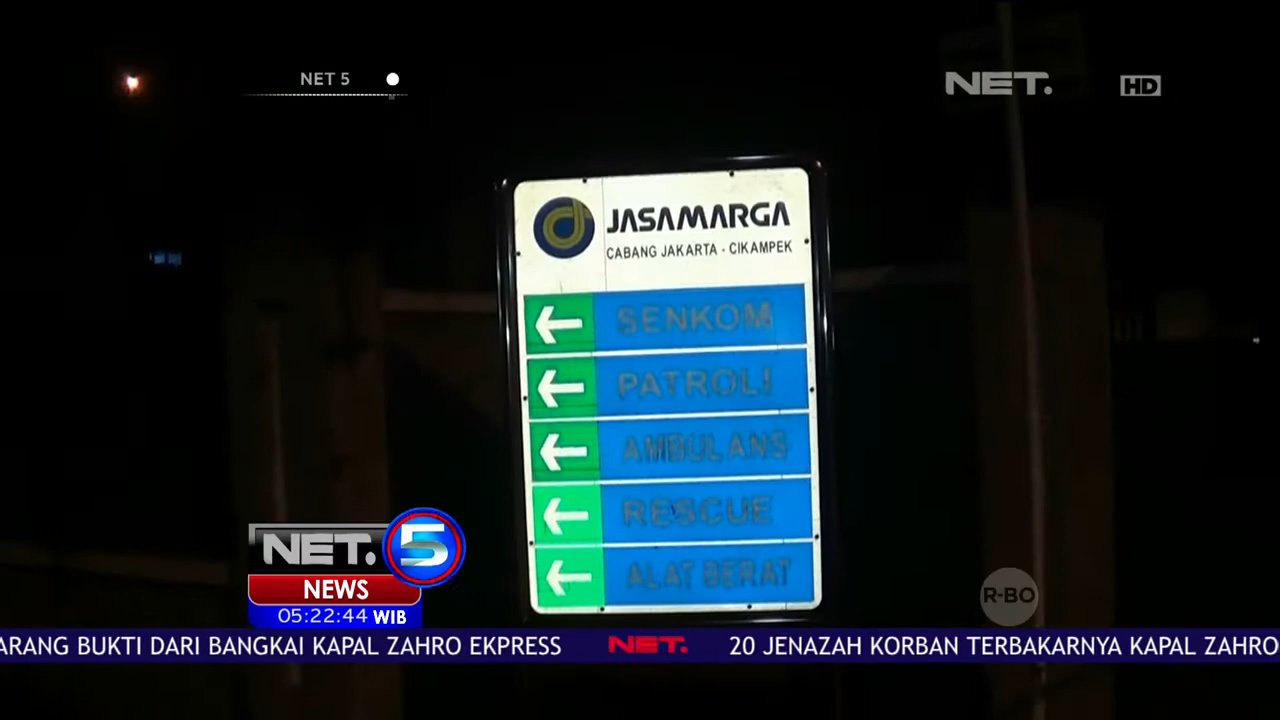 NET 5
NET.
HD
JASAMARGA
CABANG JAKARTA - CIKAMPEK
SENKOM
PATROLI
AMBULANS
RESCUE
ALAT BERAT
NET. 5
NEWS
05:22:44 WIB
R-BO
ARANG BUKTI DARI BANGKAI KAPAL ZAHRO EKPRESS NET. 20 JENAZAH KORBAN TERBAKARNYA KAPAL ZAHRO